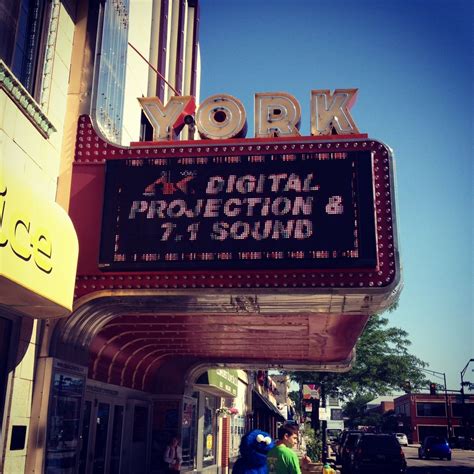 YORK
4K DIGITAL
PROJECTION &
7.1 SOUND
ice